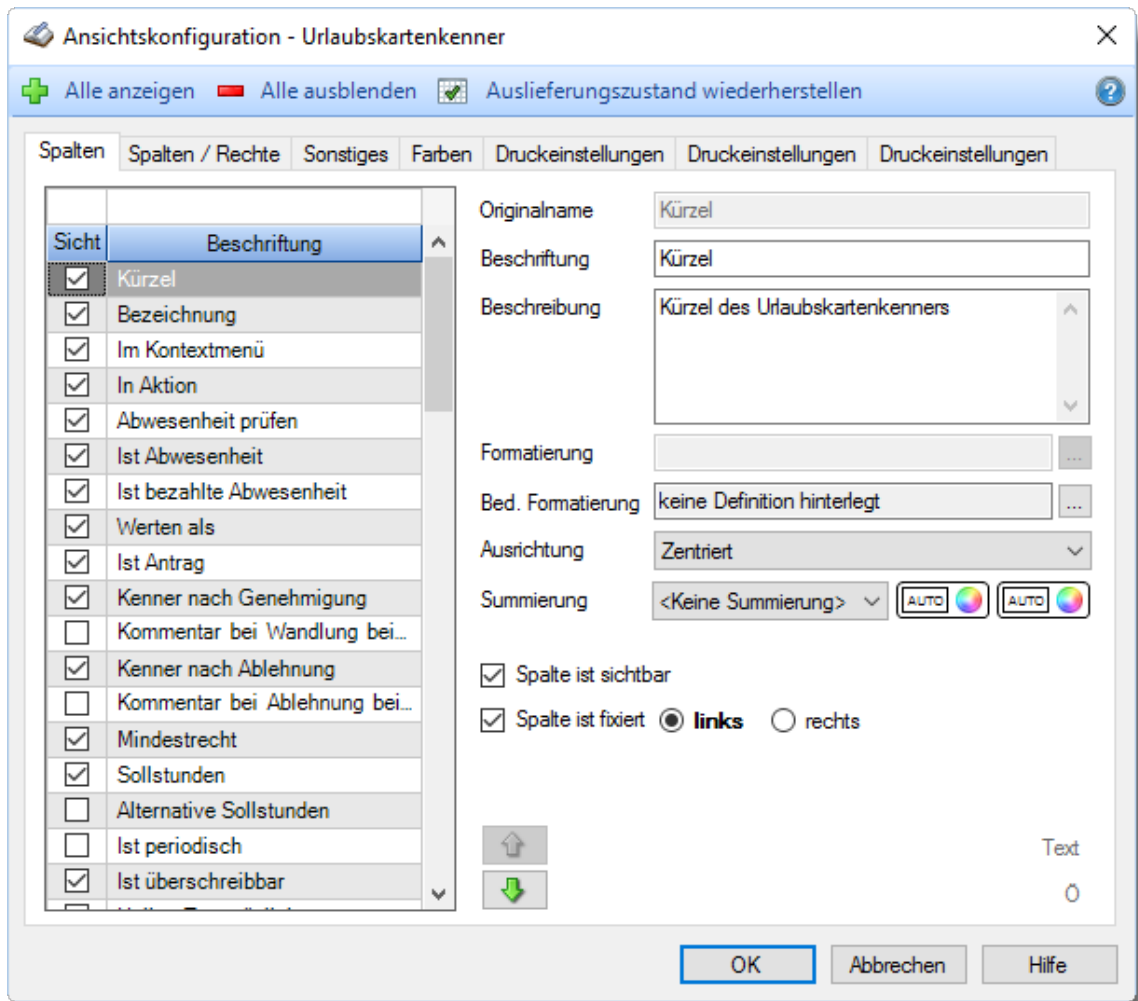 Ansichtskonfiguration - Urlaubskartenkenner
Alle anzeigen Alle ausblenden Auslieferungszustand wiederherstellen ?
Spalten Spalten / Rechte Sonstiges Farben Druckeinstellungen Druckeinstellungen Druckeinstellungen
Sicht Beschriftung
Kürzel
Bezeichnung
Im Kontextmenü
In Aktion
Abwesenheit prüfen
Ist Abwesenheit
Ist bezahlte Abwesenheit
Werten als
Ist Antrag
Kenner nach Genehmigung
Kommentar bei Wandlung bei...
Kenner nach Ablehnung
Kommentar bei Ablehnung bei...
Mindestrecht
Sollstunden
Alternative Sollstunden
Ist periodisch
Ist überschreibbar
Originalname Kürzel
Beschriftung Kürzel
Beschreibung Kürzel des Urlaubskartenkenners
Formatierung ...
Bed. Formatierung keine Definition hinterlegt ...
Ausrichtung Zentriert
Summierung <Keine Summierung> AUTO AUTO
Spalte ist sichtbar
Spalte ist fixiert links rechts
Text
Ö
OK Abbrechen Hilfe